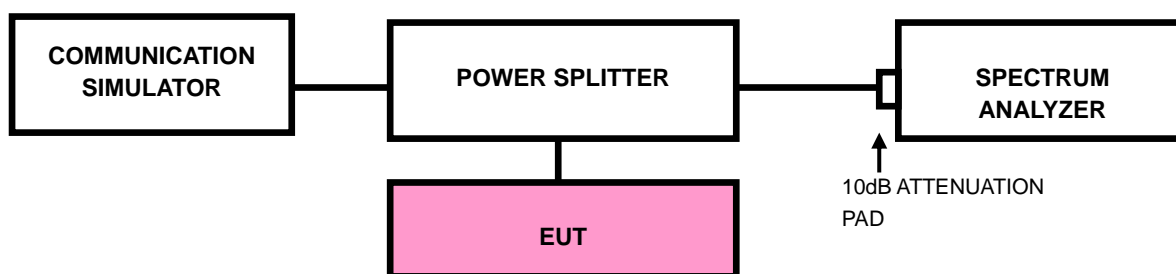 COMMUNICATION
SIMULATOR
POWER SPLITTER
SPECTRUM
ANALYZER
10dB ATTENUATION
PAD
EUT